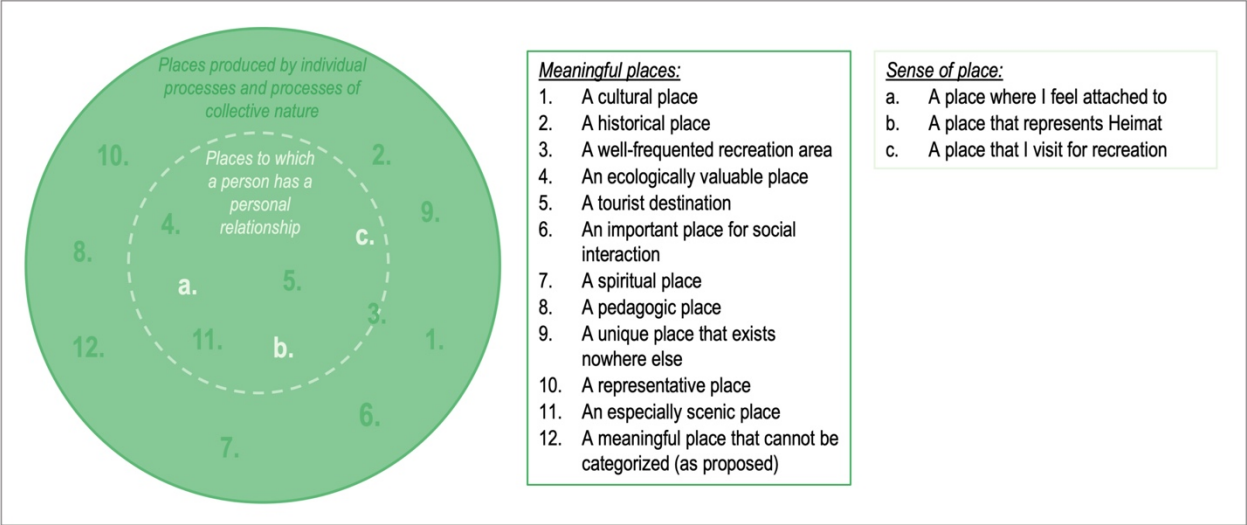 Places produced by individual
processes and processes of
collective nature
10.
2.
Places to which
a person has a
personal
relationship
4.
9.
c.
8.
a.
5.
3.
12.
11.
b.
1.
6.
7.
Meaningful places:
1. A cultural place
2. A historical place
3. A well-frequented recreation area
4. An ecologically valuable place
5. A tourist destination
6. An important place for social
interaction
7. A spiritual place
8. A pedagogic place
9. A unique place that exists
nowhere else
10. A representative place
11. An especially scenic place
12. A meaningful place that cannot be
categorized (as proposed)
Sense of place:
a. A place where I feel attached to
b. A place that represents Heimat
c. A place that I visit for recreation